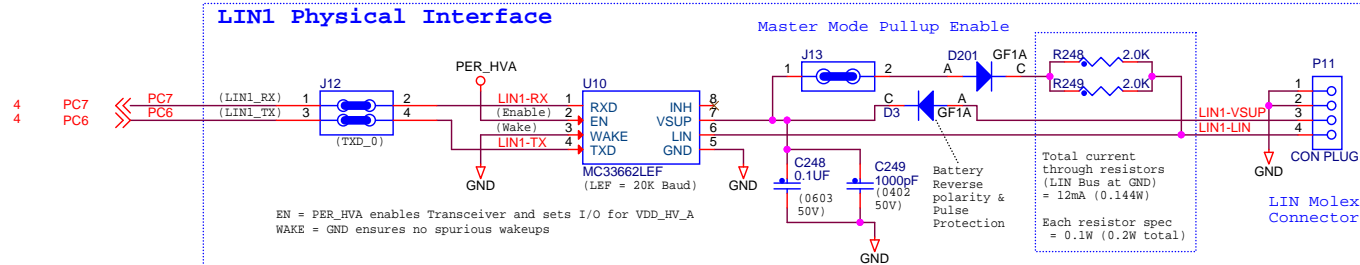 LIN1 Physical Interface
Master Mode Pullup Enable
J13
1
2
D201
GF1A
A
C
R248
2.0K
R249
2.0K
P11
1
2
3
4
CON PLUG
LIN Molex
Connector
PER_HVA
U10
J12
4 PC7 PC7 (LIN1_RX) 1 2 LIN1-RX 1 RXD INH 8
4 PC6 PC6 (LIN1_TX) 3 4 (Enable) 2 EN VSUP 7
(Wake) 3 WAKE LIN 6
(TXD_0) LIN1-TX 4 TXD GND 5
MC33662LEF
(LEF = 20K Baud)
GND
GND
C
A
D3
GF1A
LIN1-VSUP
LIN1-LIN
C248
0.1UF
(0603
50V)
C249
1000pF
(0402
50V)
GND
Battery
Reverse
polarity &
Pulse
Protection
Total current
through resistors
(LIN Bus at GND)
= 12mA (0.144W)
Each resistor spec
= 0.1W (0.2W total)
GND
EN = PER_HVA enables Transceiver and sets I/O for VDD_HV_A
WAKE = GND ensures no spurious wakeups